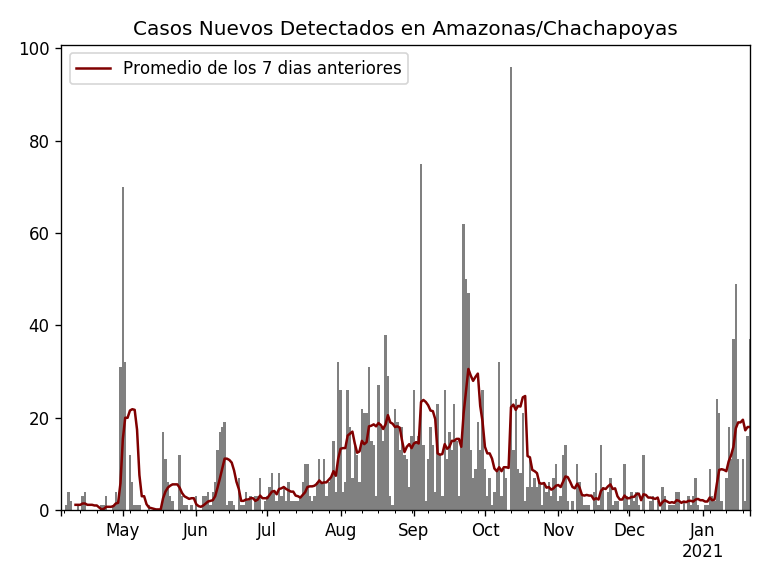 Casos Nuevos Detectados en Amazonas/Chachapoyas
Promedio de los 7 dias anteriores
100
80
60
40
20
0
May Jun Jul Aug Sep Oct Nov Dec Jan
2021